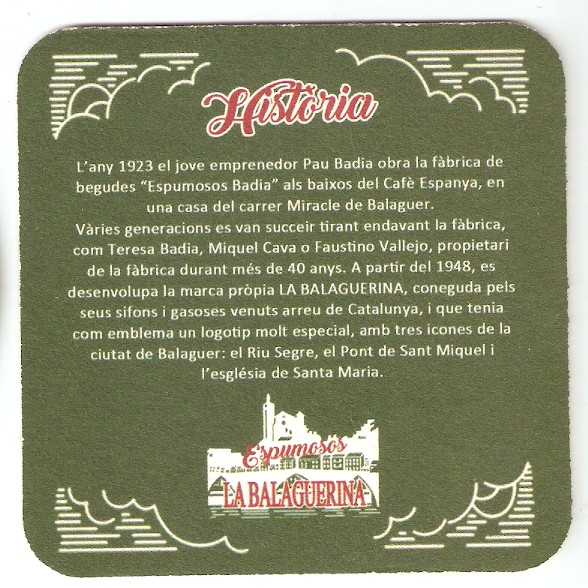 Història
L'any 1923 el jove emprenedor Pau Badia obra la fàbrica de
begudes “Espumosos Badia” als baixos del Cafè Espanya, en
una casa del carrer Miracle de Balaguer.
Vàries generacions es van succeir tirant endavant la fàbrica,
com Teresa Badia, Miquel Cava o Faustino Vallejo, propietari
de la fàbrica durant més de 40 anys. A partir del 1948, es
desenvolupa la marca pròpia LA BALAGUERINA, coneguda pels
seus sifons i gasoses venuts arreu de Catalunya, i que tenia
com emblema un logotip molt especial, amb tres icones de la
ciutat de Balaguer: el Riu Segre, el Pont de Sant Miquel i
l'església de Santa Maria.
Espumosos
LA BALAGUERINA